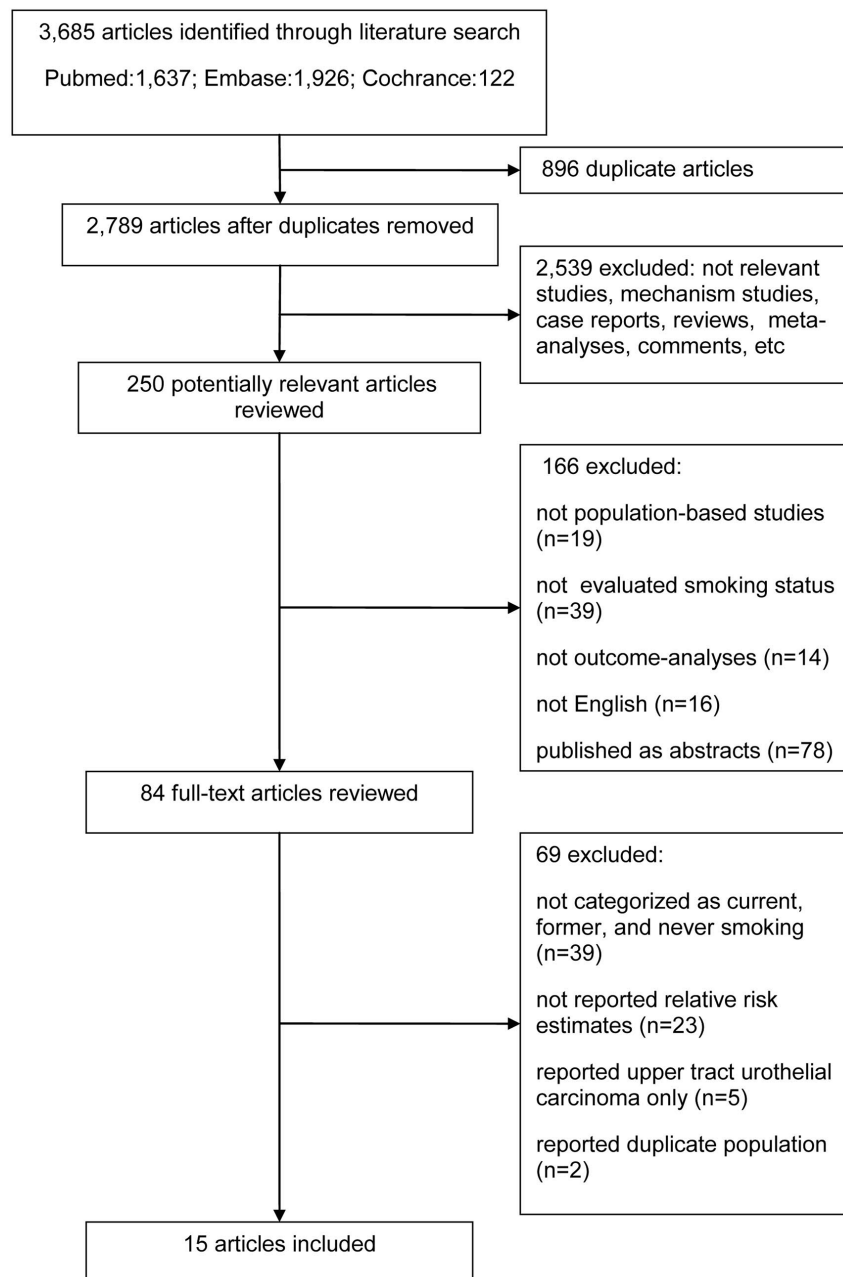 3,685 articles identified through literature search
Pubmed:1,637; Embase:1,926; Cochrance:122
896 duplicate articles
2,789 articles after duplicates removed
2,539 excluded: not relevant
studies, mechanism studies,
case reports, reviews,  meta-
analyses, comments, etc
250 potentially relevant articles
reviewed
166 excluded:
not population-based studies
(n=19)
not  evaluated smoking status
(n=39)
not outcome-analyses (n=14)
not English (n=16)
published as abstracts (n=78)
84 full-text articles reviewed
69 excluded:
not categorized as current,
former, and never smoking
(n=39)
not reported relative risk
estimates (n=23)
reported upper tract urothelial
carcinoma only (n=5)
reported duplicate population
(n=2)
15 articles included